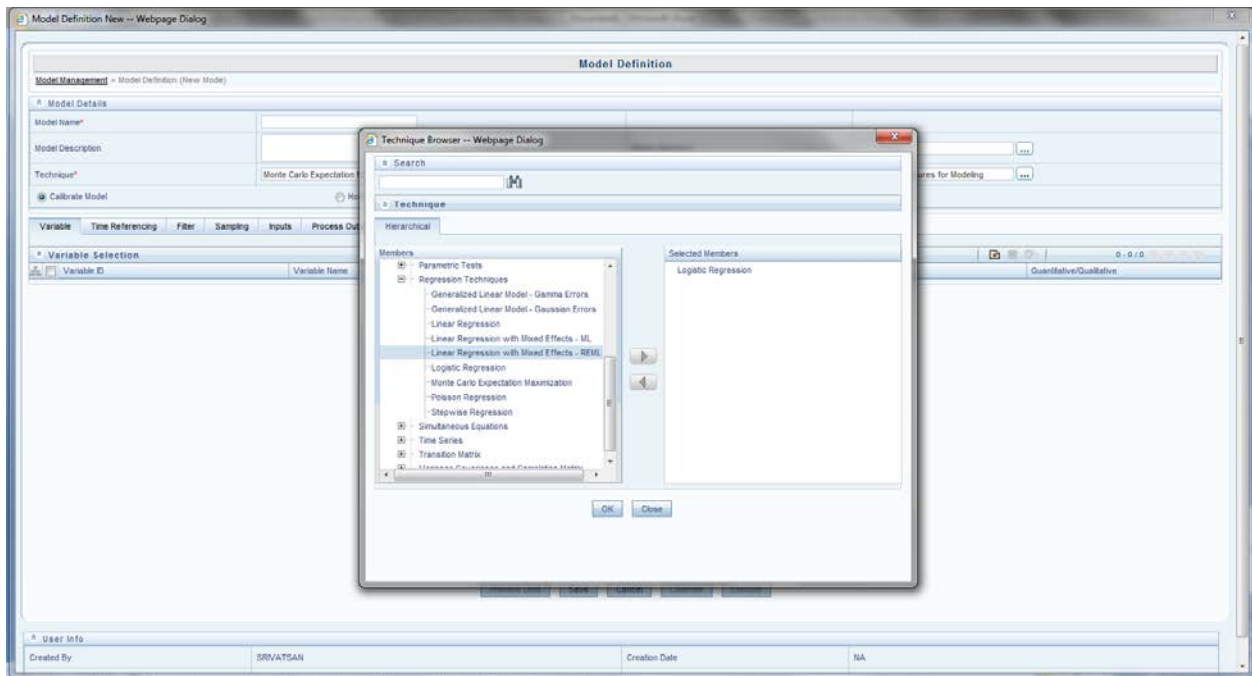 Model Definition New -- Webpage Dialog
Model Definition
Model Management > Model Definition (New Mode)
Model Details
Model Name*
Model Description
Technique*
Monte Carlo Expectation
ures for Modeling
...
...
Calibrate Model
Variable Time Referencing Filter Sampling Inputs Process Out
Variable Selection
0 - 0 / 0
Variable ID
Variable Name
Quantitative/Qualitative
Technique Browser -- Webpage Dialog
Search
Technique
Hierarchical
Members
Parametric Tests
Regression Techniques
Generalized Linear Model - Gamma Errors
Generalized Linear Model - Gaussian Errors
Linear Regression
Linear Regression with Mixed Effects - ML
Linear Regression with Mixed Effects - REML
Logistic Regression
Monte Carlo Expectation Maximization
Poisson Regression
Stepwise Regression
Simultaneous Equations
Time Series
Transition Matrix
Selected Members
Logistic Regression
OK Close
Save Cancel
User Info
Created By SRIVATSAN Creation Date NA